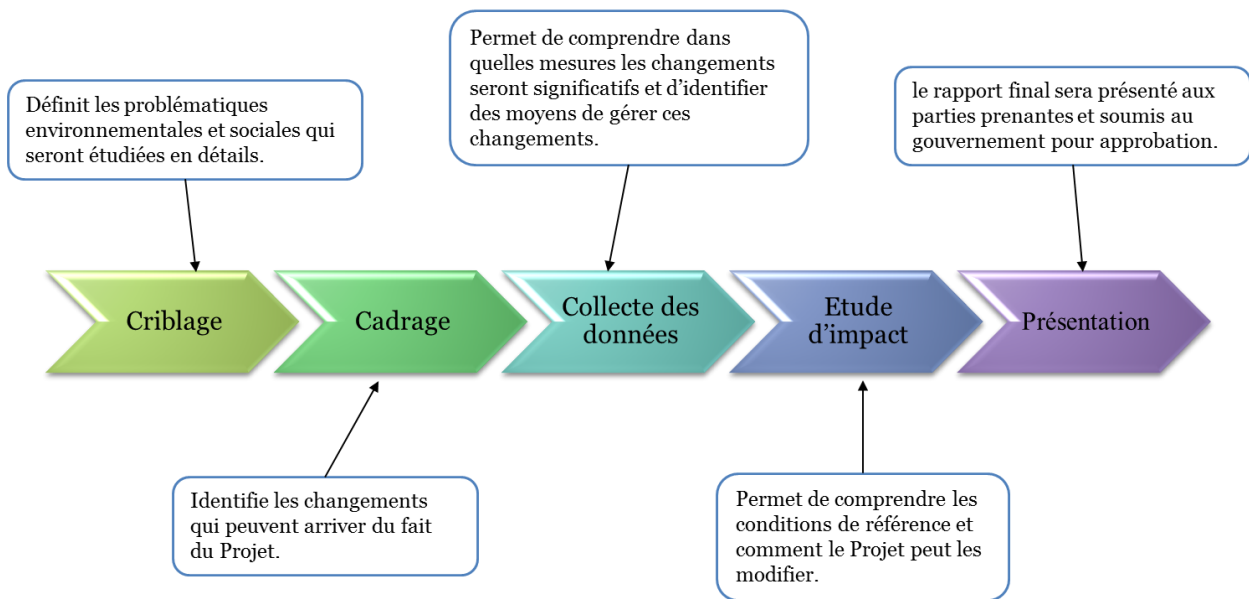 Permet de comprendre dans
quelles mesures les changements
seront significatifs et d’identifier
des moyens de gérer ces
changements.
Définit les problématiques
environnementales et sociales qui
seront étudiées en détails.
le rapport final sera présenté aux
parties prenantes et soumis au
gouvernement pour approbation.
Criblage
Cadrage
Collecte des
données
Etude
d’impact
Présentation
Identifie les changements
qui peuvent arriver du fait
du Projet.
Permet de comprendre les
conditions de référence et
comment le Projet peut les
modifier.